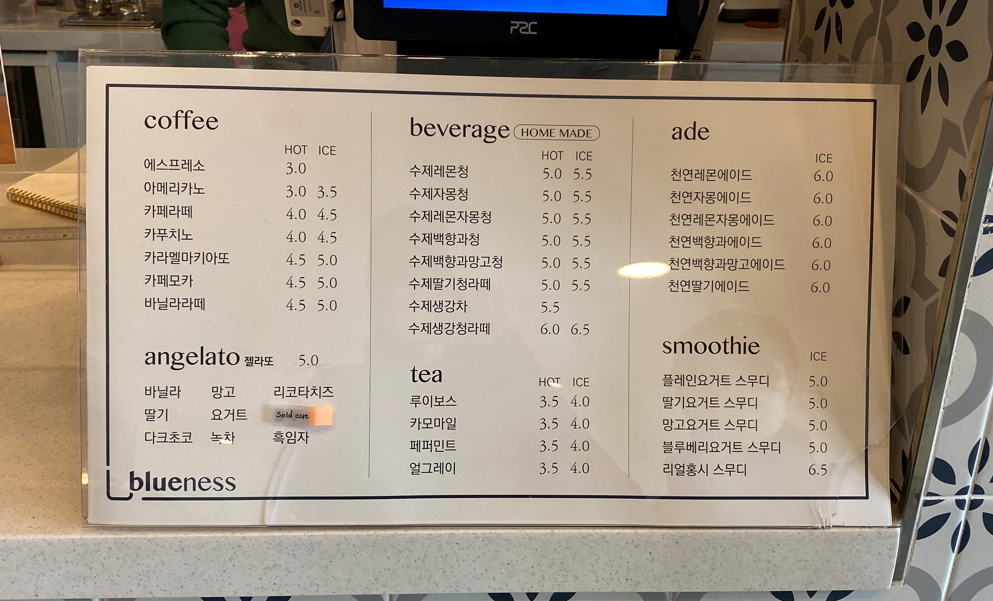 P2C
coffee
HOT ICE
에스프레소 3.0
아메리카노 3.0 3.5
카페라떼 4.0 4.5
카푸치노 4.0 4.5
카라멜마키아또 4.5 5.0
카페모카 4.5 5.0
바닐라라떼 4.5 5.0
angelato 젤라또 5.0
바닐라 망고 리코타치즈
딸기 요거트 Sold out
다크초코 녹차 흑임자
blueness
beverage HOME MADE
HOT ICE
수제레몬청 5.0 5.5
수제자몽청 5.0 5.5
수제레몬자몽청 5.0 5.5
수제백향과청 5.0 5.5
수제백향과망고청 5.0 5.5
수제딸기청라떼 5.0 5.5
수제생강차 5.5
수제생강청라떼 6.0 6.5
tea
HOT ICE
루이보스 3.5 4.0
카모마일 3.5 4.0
페퍼민트 3.5 4.0
얼그레이 3.5 4.0
ade
ICE
천연레몬에이드 6.0
천연자몽에이드 6.0
천연레몬자몽에이드 6.0
천연백향과에이드 6.0
천연백향과망고에이드 6.0
천연딸기에이드 6.0
smoothie
ICE
플레인요거트 스무디 5.0
딸기요거트 스무디 5.0
망고요거트 스무디 5.0
블루베리요거트 스무디 5.0
리얼홍시 스무디 6.5